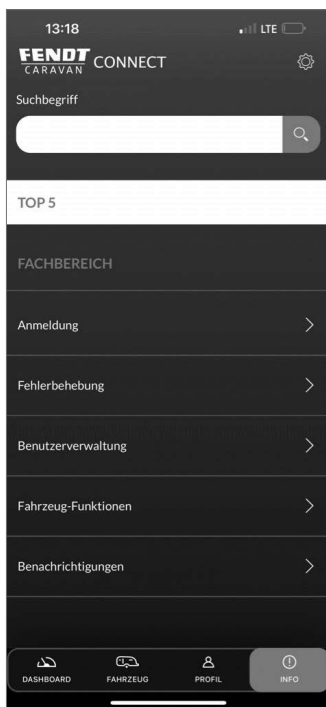 13:18
LTE
FENDT
CARAVAN
CONNECT
Suchbegriff
TOP 5
FACHBEREICH
Anmeldung
Fehlerbehebung
Benutzerverwaltung
Fahrzeug-Funktionen
Benachrichtigungen
DASHBOARD
FAHRZEUG
PROFIL
INFO